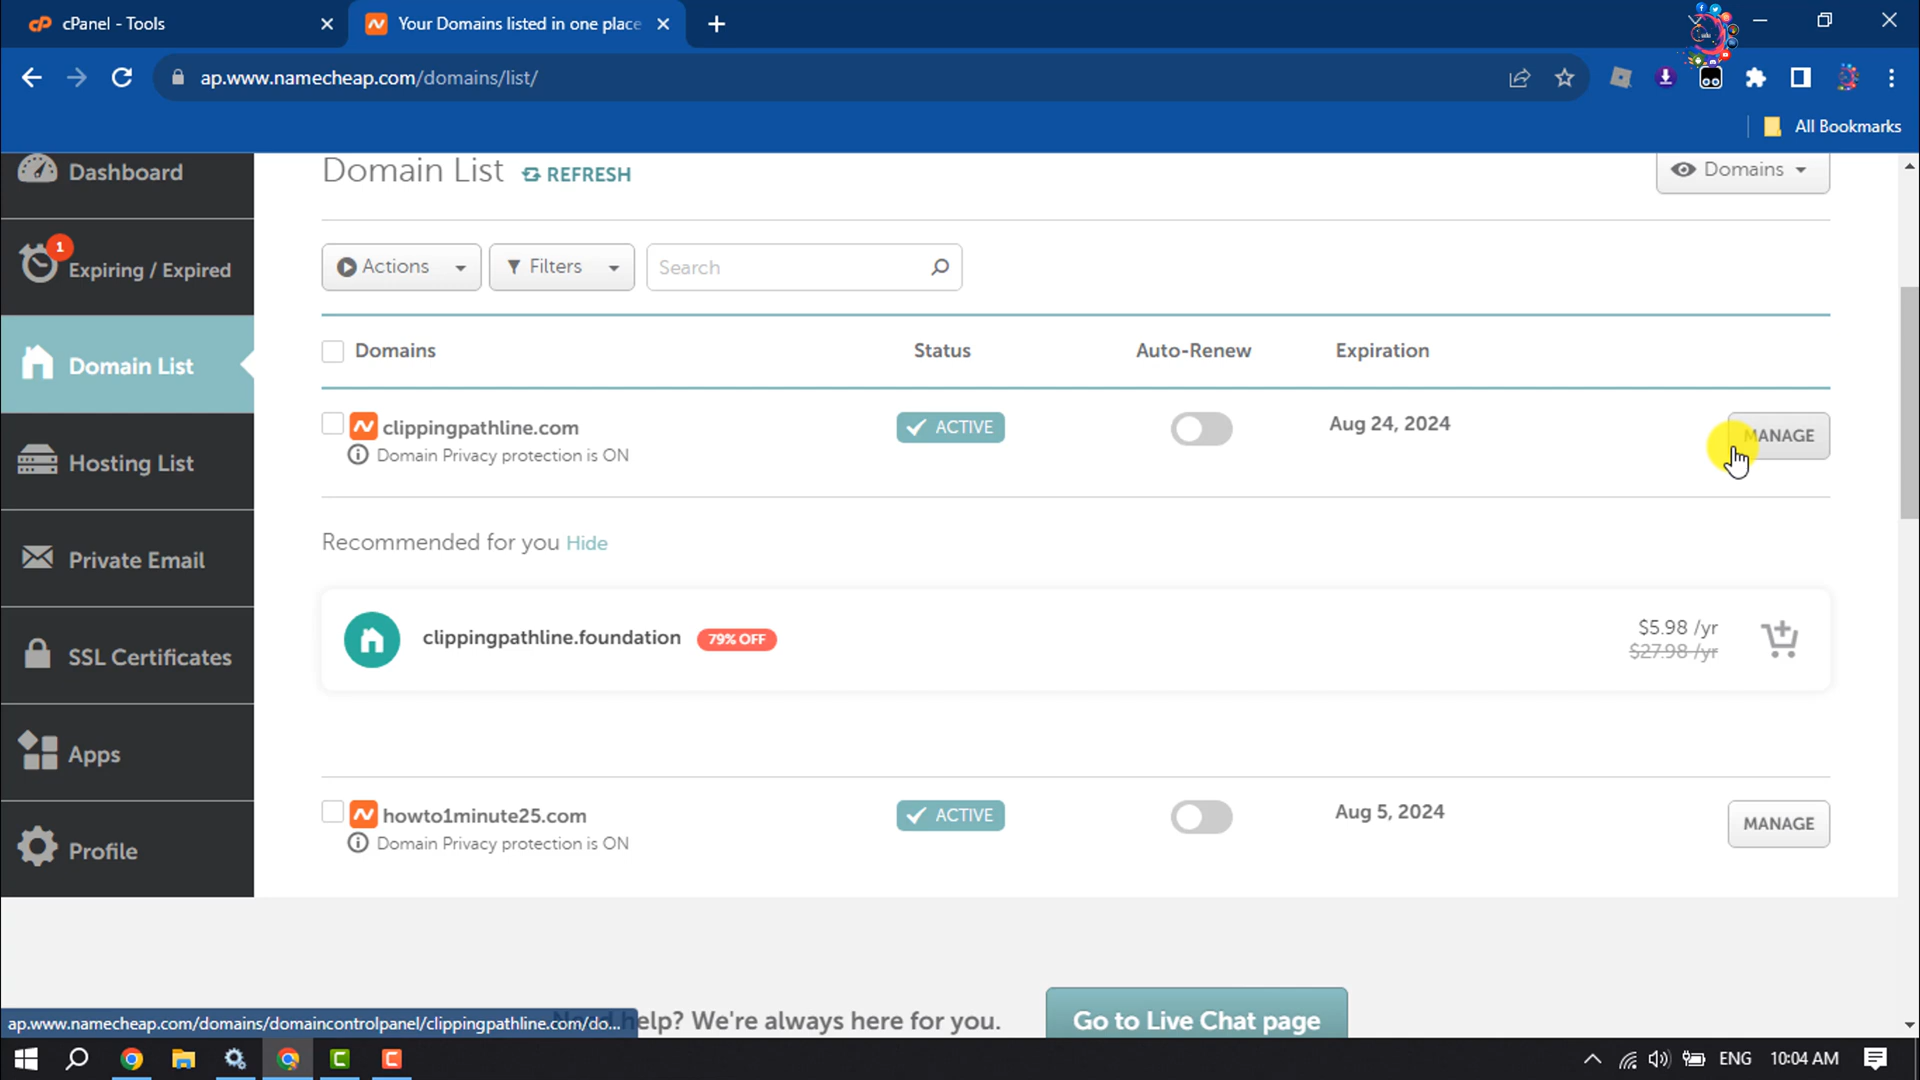 cPanel - Tools
Your Domains listed in one place
ap.www.namecheap.com/domains/list/
All Bookmarks
Dashboard
1
Expiring / Expired
Domain List
Hosting List
Private Email
SSL Certificates
Apps
Profile
Domain List REFRESH
Domains
Actions Filters Search
Domains Status Auto-Renew Expiration
clippingpathline.com ACTIVE Aug 24, 2024 MANAGE
Domain Privacy protection is ON
Recommended for you Hide
clippingpathline.foundation 79% OFF $5.98 /yr
$27.98 /yr
howto1minute25.com ACTIVE Aug 5, 2024 MANAGE
Domain Privacy protection is ON
help? We're always here for you. Go to Live Chat page
ap.www.namecheap.com/domains/domaincontrolpanel/clippingpathline.com/do...
ENG 10:04 AM